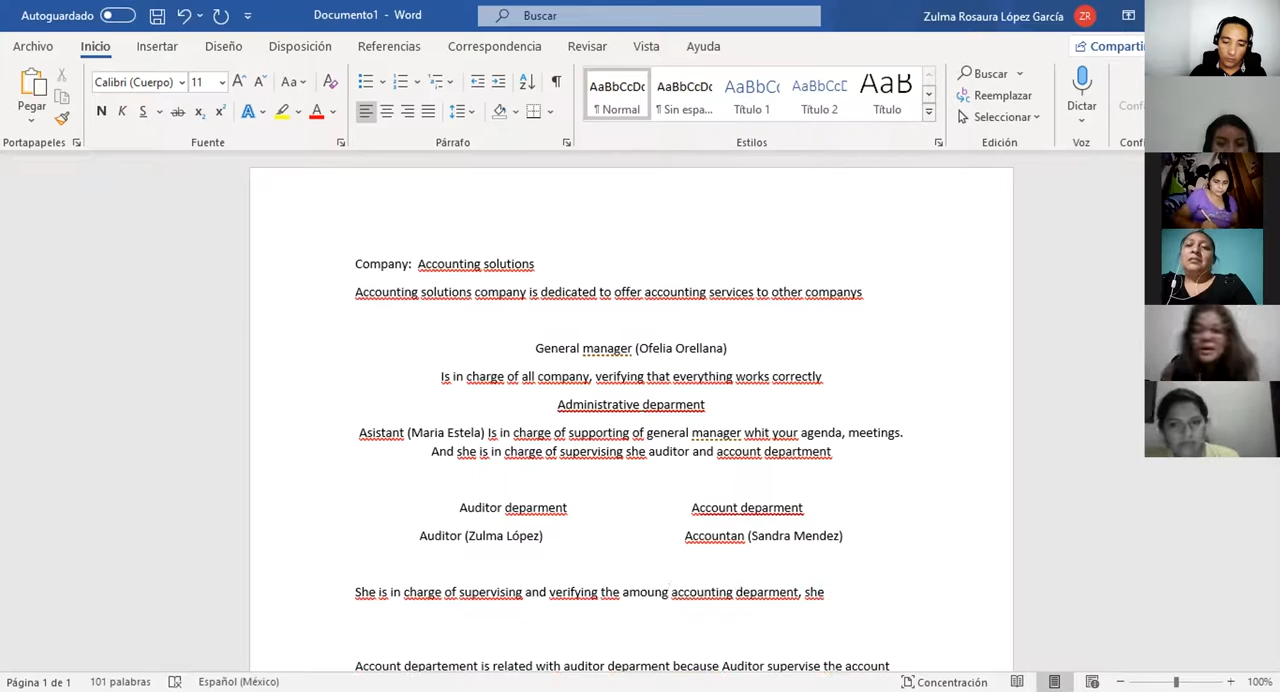 Autoguardado
Documento1 - Word
Buscar
Zulma Rosaura López García
ZR
Archivo Inicio Insertar Diseño Disposición Referencias Correspondencia Revisar Vista Ayuda
Calibri (Cuerpo) 11 Aa
Pegar
N K S ab x₂ x² A A
AaBbCcDc AaBbCcDc AaBbCc AaBbCcD AaB
¶ Normal ¶ Sin espa... Título 1 Título 2 Título
Buscar
Reemplazar
Seleccionar
Dictar
Portapapeles Fuente Párrafo Estilos Edición Voz
Company: Accounting solutions
Accounting solutions company is dedicated to offer accounting services to other companys
General manager (Ofelia Orellana)
Is in charge of all company, verifying that everything works correctly
Administrative deparment
Asistant (Maria Estela) Is in charge of supporting of general manager whit your agenda, meetings.
And she is in charge of supervising she auditor and account department
Auditor deparment Account deparment
Auditor (Zulma López) Accountan (Sandra Mendez)
She is in charge of supervising and verifying the amoung accounting deparment, she
Account departement is related with auditor deparment because Auditor supervise the account
Página 1 de 1 101 palabras Español (México) Concentración 100%